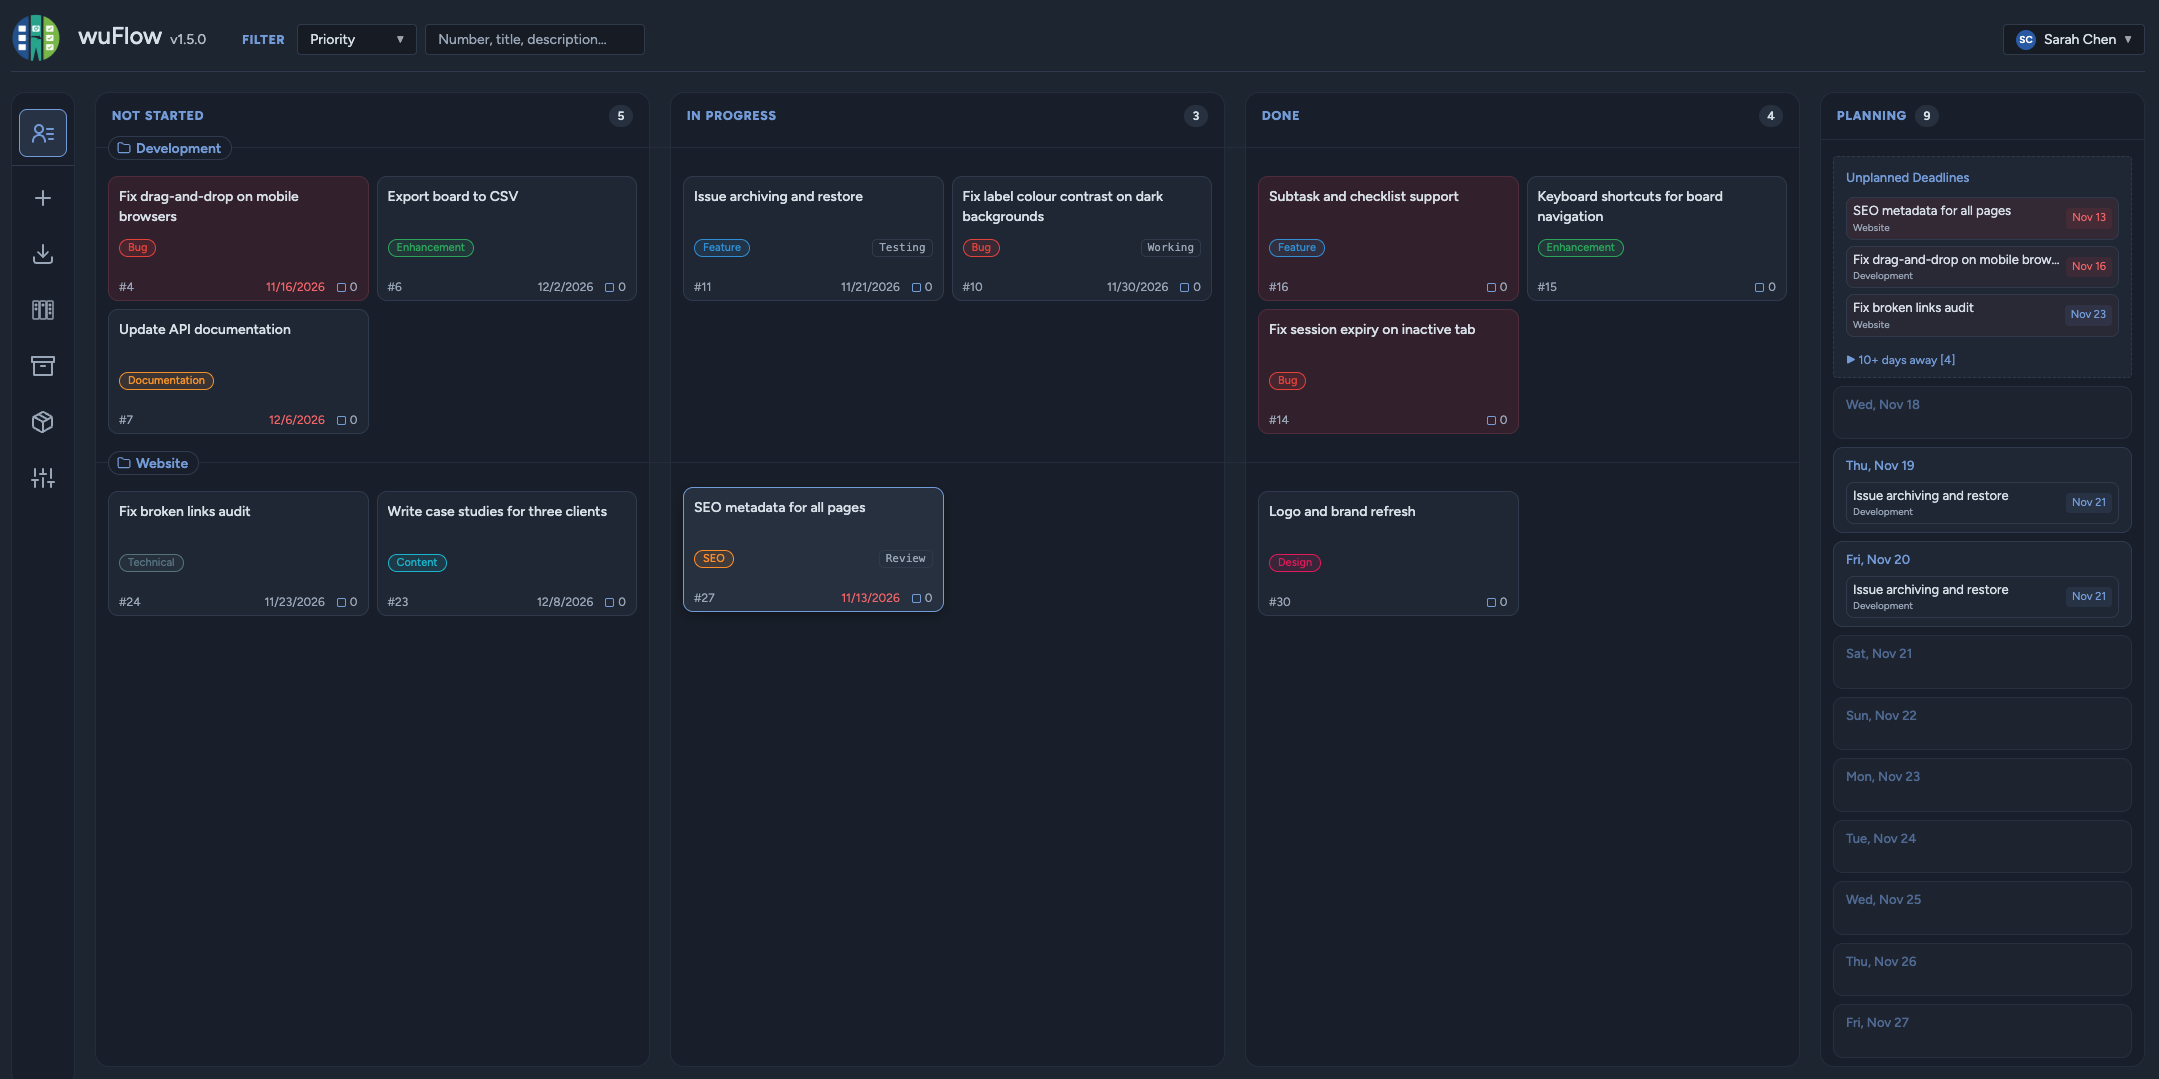 wuFlow v1.5.0
FILTER
Priority
Number, title, description...
SC Sarah Chen
NOT STARTED 5
Development
Fix drag-and-drop on mobile
browsers
Bug
#4 11/16/2026 0
Export board to CSV
Enhancement
#6 12/2/2026 0
Update API documentation
Documentation
#7 12/6/2026 0
Website
Fix broken links audit
Technical
#24 11/23/2026 0
Write case studies for three clients
Content
#23 12/8/2026 0
IN PROGRESS 3
Issue archiving and restore
Feature Testing
#11 11/21/2026 0
Fix label colour contrast on dark
backgrounds
Bug Working
#10 11/30/2026 0
SEO metadata for all pages
SEO Review
#27 11/13/2026 0
DONE 4
Subtask and checklist support
Feature
#16 0
Keyboard shortcuts for board
navigation
Enhancement
#15 0
Fix session expiry on inactive tab
Bug
#14 0
Logo and brand refresh
Design
#30 0
PLANNING 9
Unplanned Deadlines
SEO metadata for all pages
Website
Nov 13
Fix drag-and-drop on mobile brow...
Development
Nov 16
Fix broken links audit
Website
Nov 23
10+ days away [4]
Wed, Nov 18
Thu, Nov 19
Issue archiving and restore
Development
Nov 21
Fri, Nov 20
Issue archiving and restore
Development
Nov 21
Sat, Nov 21
Sun, Nov 22
Mon, Nov 23
Tue, Nov 24
Wed, Nov 25
Thu, Nov 26
Fri, Nov 27